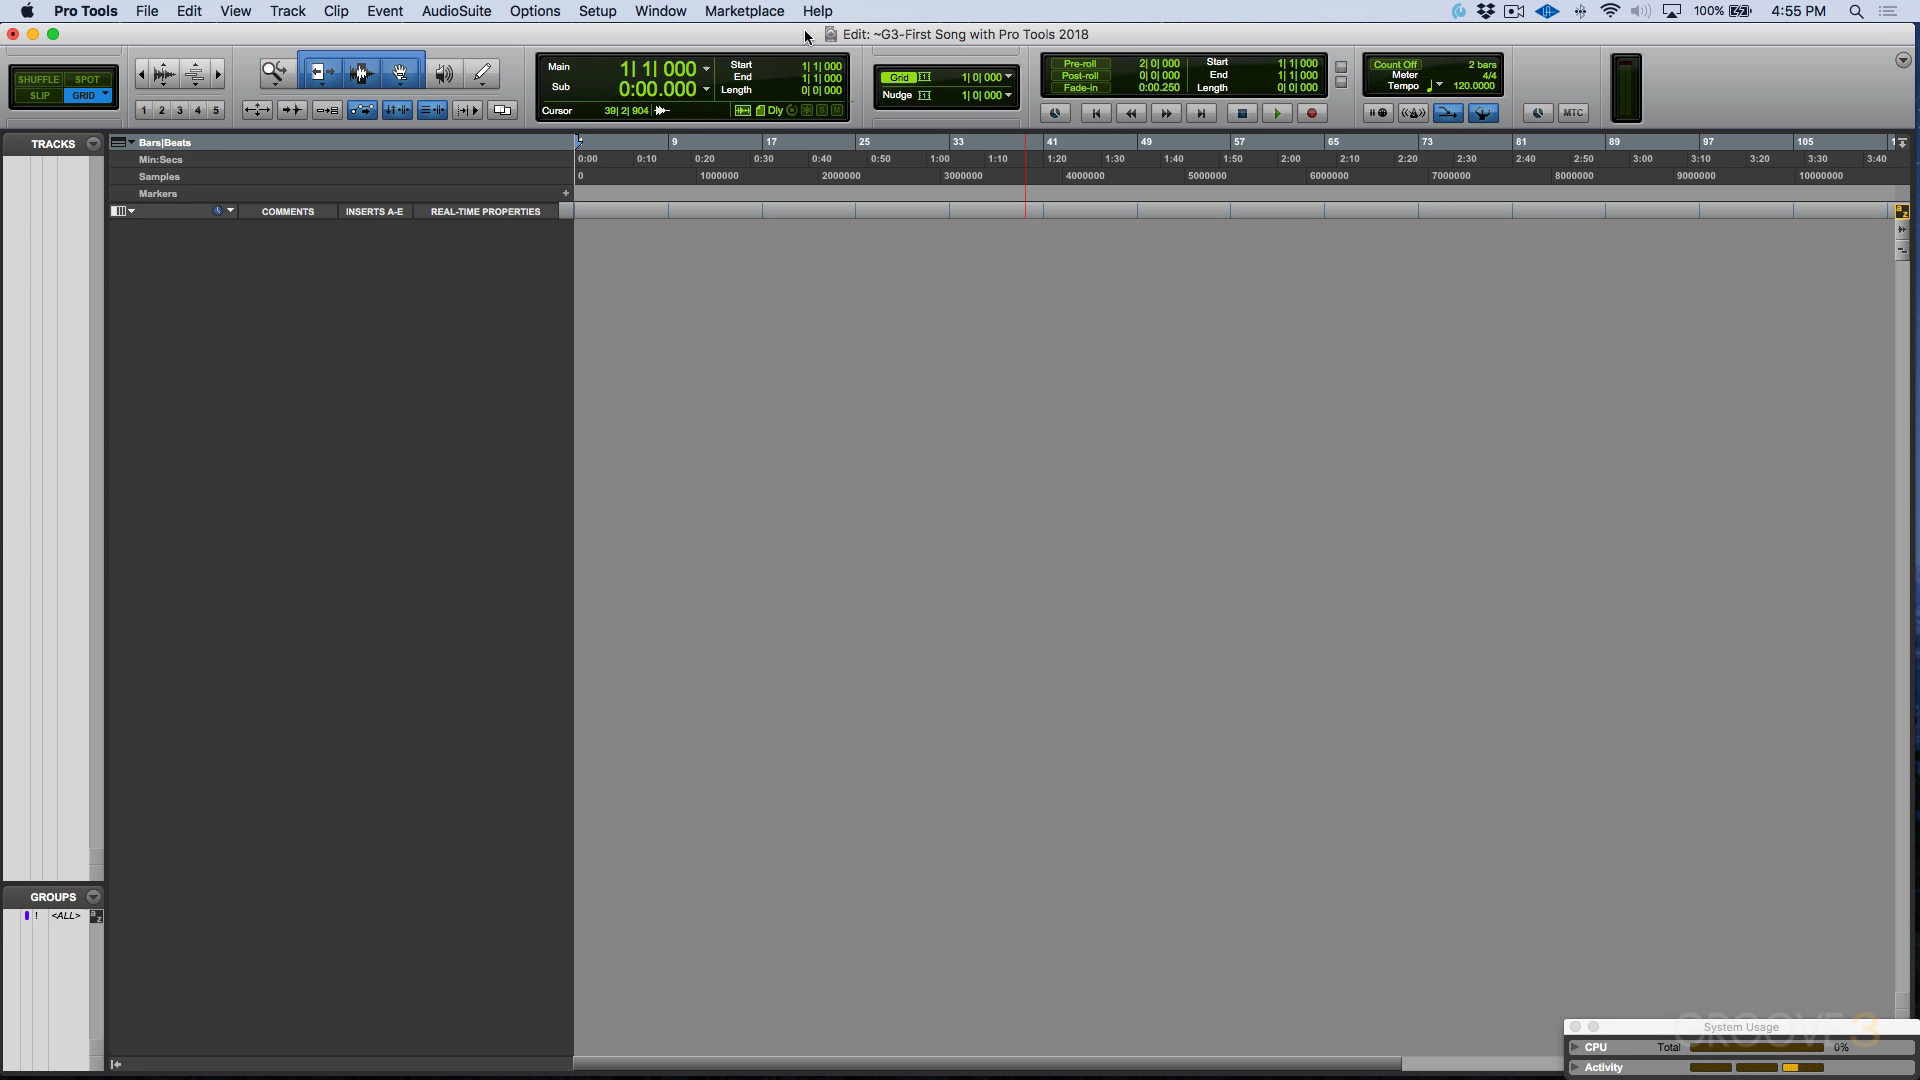 Pro Tools File Edit View Track Clip Event AudioSuite Options Setup Window Marketplace Help 100% 4:55 PM
Edit: ~G3-First Song with Pro Tools 2018
SHUFFLE SPOT
SLIP GRID
1 2 3 4 5
Main 1| 1| 000
Sub 0:00.000
Start 1| 1| 000
End 1| 1| 000
Length 0| 0| 000
Cursor 39| 2| 904 Dly S M
Grid 1| 0| 000
Nudge 1| 0| 000
Pre-roll 2| 0| 000 Start 1| 1| 000
Post-roll 0| 0| 000 End 1| 1| 000
Fade-in 0:00.250 Length 0| 0| 000
Count Off 2 bars
Meter 4/4
Tempo 120.0000
MTC
TRACKS
Bars|Beats 9 17 25 33 41 49 57 65 73 81 89 97 105
Min:Secs 0:00 0:10 0:20 0:30 0:40 0:50 1:00 1:10 1:20 1:30 1:40 1:50 2:00 2:10 2:20 2:30 2:40 2:50 3:00 3:10 3:20 3:30 3:40
Samples 0 1000000 2000000 3000000 4000000 5000000 6000000 7000000 8000000 9000000 10000000
Markers +
COMMENTS INSERTS A-E REAL-TIME PROPERTIES
a z
GROUPS
! <ALL> a z
GROOVE 3
System Usage
CPU Total 0%
Activity